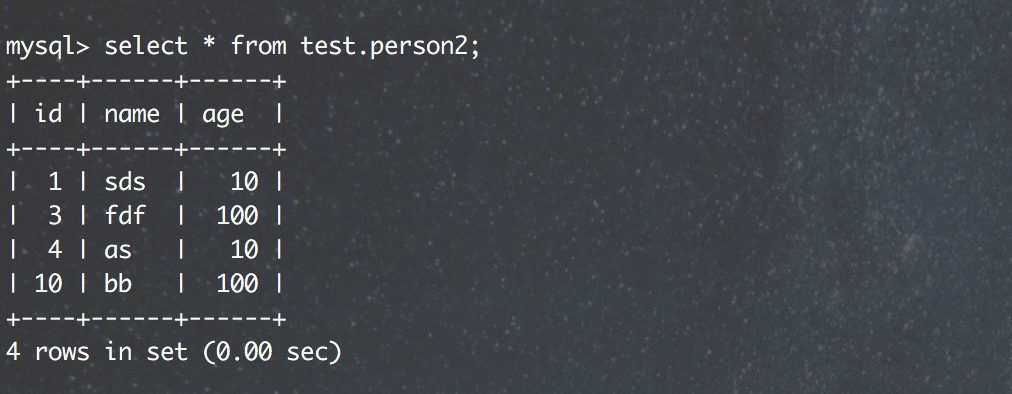 mysql> select * from test.person2;
+----+------+------+
| id | name | age  |
+----+------+------+
|  1 | sds  |   10 |
|  3 | fdf  |  100 |
|  4 | as   |   10 |
| 10 | bb   |  100 |
+----+------+------+
4 rows in set (0.00 sec)